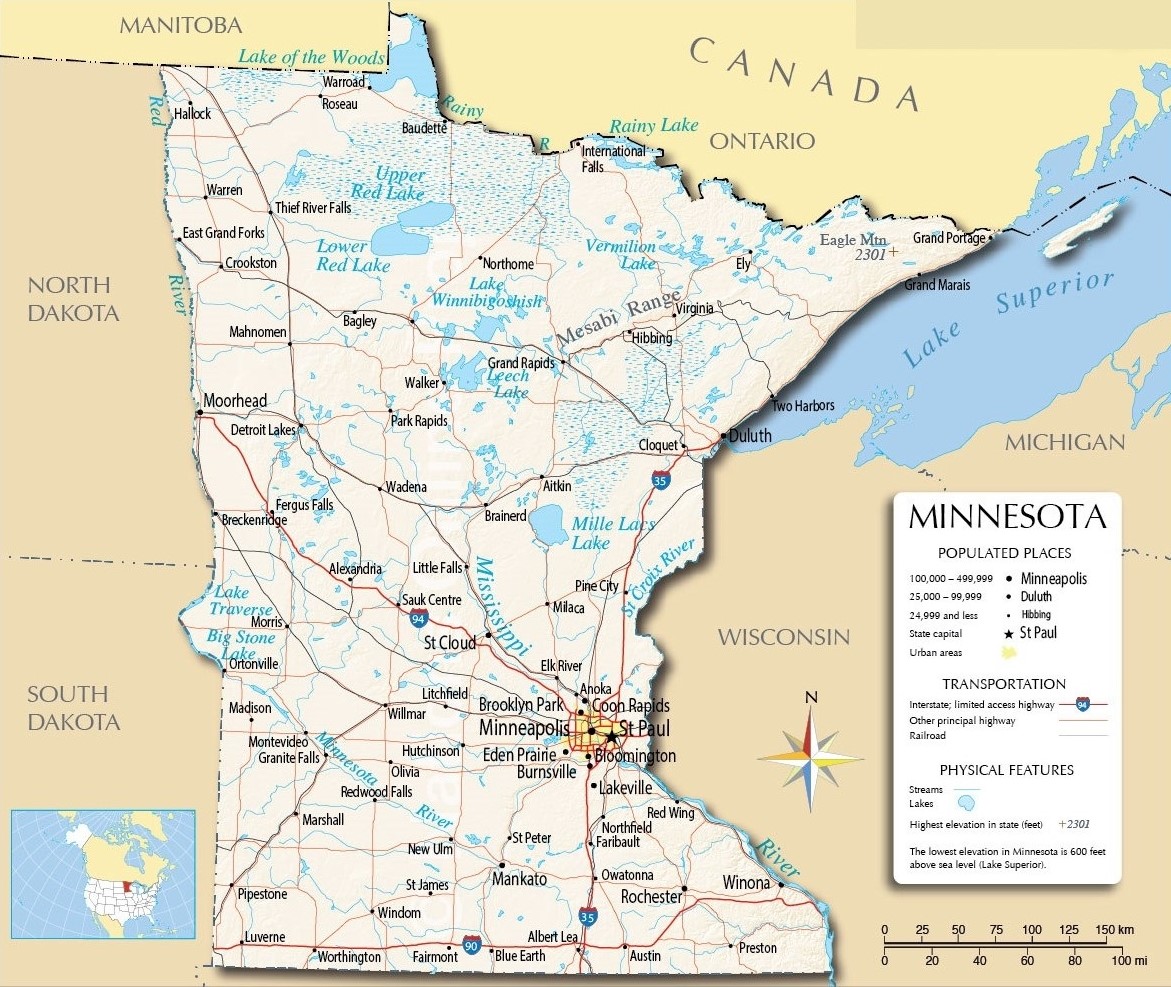 MANITOBA
CANADA
Lake of the Woods
Warroad
Roseau
Hallock
Red
Rainy
Baudette
R
Rainy Lake
ONTARIO
International
Falls
Upper
Red Lake
Warren
Thief River Falls
East Grand Forks
Lower
Red Lake
Vermilion
Lake
Eagle Mtn
2301
Grand Portage
Crookston
Northome
Ely
Grand Marais
River
NORTH
DAKOTA
Lake
Winnibigoshish
Mesabi Range
Virginia
Lake Superior
Bagley
Mahnomen
Hibbing
Grand Rapids
Leech
Lake
Walker
Moorhead
Park Rapids
Two Harbors
Detroit Lakes
Cloquet
Duluth
MICHIGAN
35
Wadena
Aitkin
Fergus Falls
Breckenridge
Brainerd
Mille Lacs
Lake
Alexandria
Little Falls
Mississippi
Pine City
St Croix River
Lake
Traverse
Sauk Centre
Milaca
94
Morris
Big Stone
Lake
St Cloud
WISCONSIN
Ortonville
Elk River
SOUTH
DAKOTA
Litchfield
Anoka
Madison
Willmar
Brooklyn Park
Coon Rapids
Minneapolis
St Paul
Montevideo
Granite Falls
Minnesota
Hutchinson
Eden Prairie
Bloomington
Olivia
Burnsville
Redwood Falls
Lakeville
River
Red Wing
Marshall
Northfield
Faribault
St Peter
New Ulm
River
Mankato
Owatonna
St James
Rochester
Winona
Pipestone
Windom
35
Luverne
90
Albert Lea
Worthington
Fairmont
Blue Earth
Austin
Preston
N
MINNESOTA
POPULATED PLACES
100,000 – 499,999 Minneapolis
25,000 – 99,999 Duluth
24,999 and less Hibbing
State capital St Paul
Urban areas
TRANSPORTATION
Interstate; limited access highway 94
Other principal highway
Railroad
PHYSICAL FEATURES
Streams
Lakes
Highest elevation in state (feet) +2301
The lowest elevation in Minnesota is 600 feet
above sea level (Lake Superior).
0 25 50 75 100 125 150 km
0 20 40 60 80 100 mi